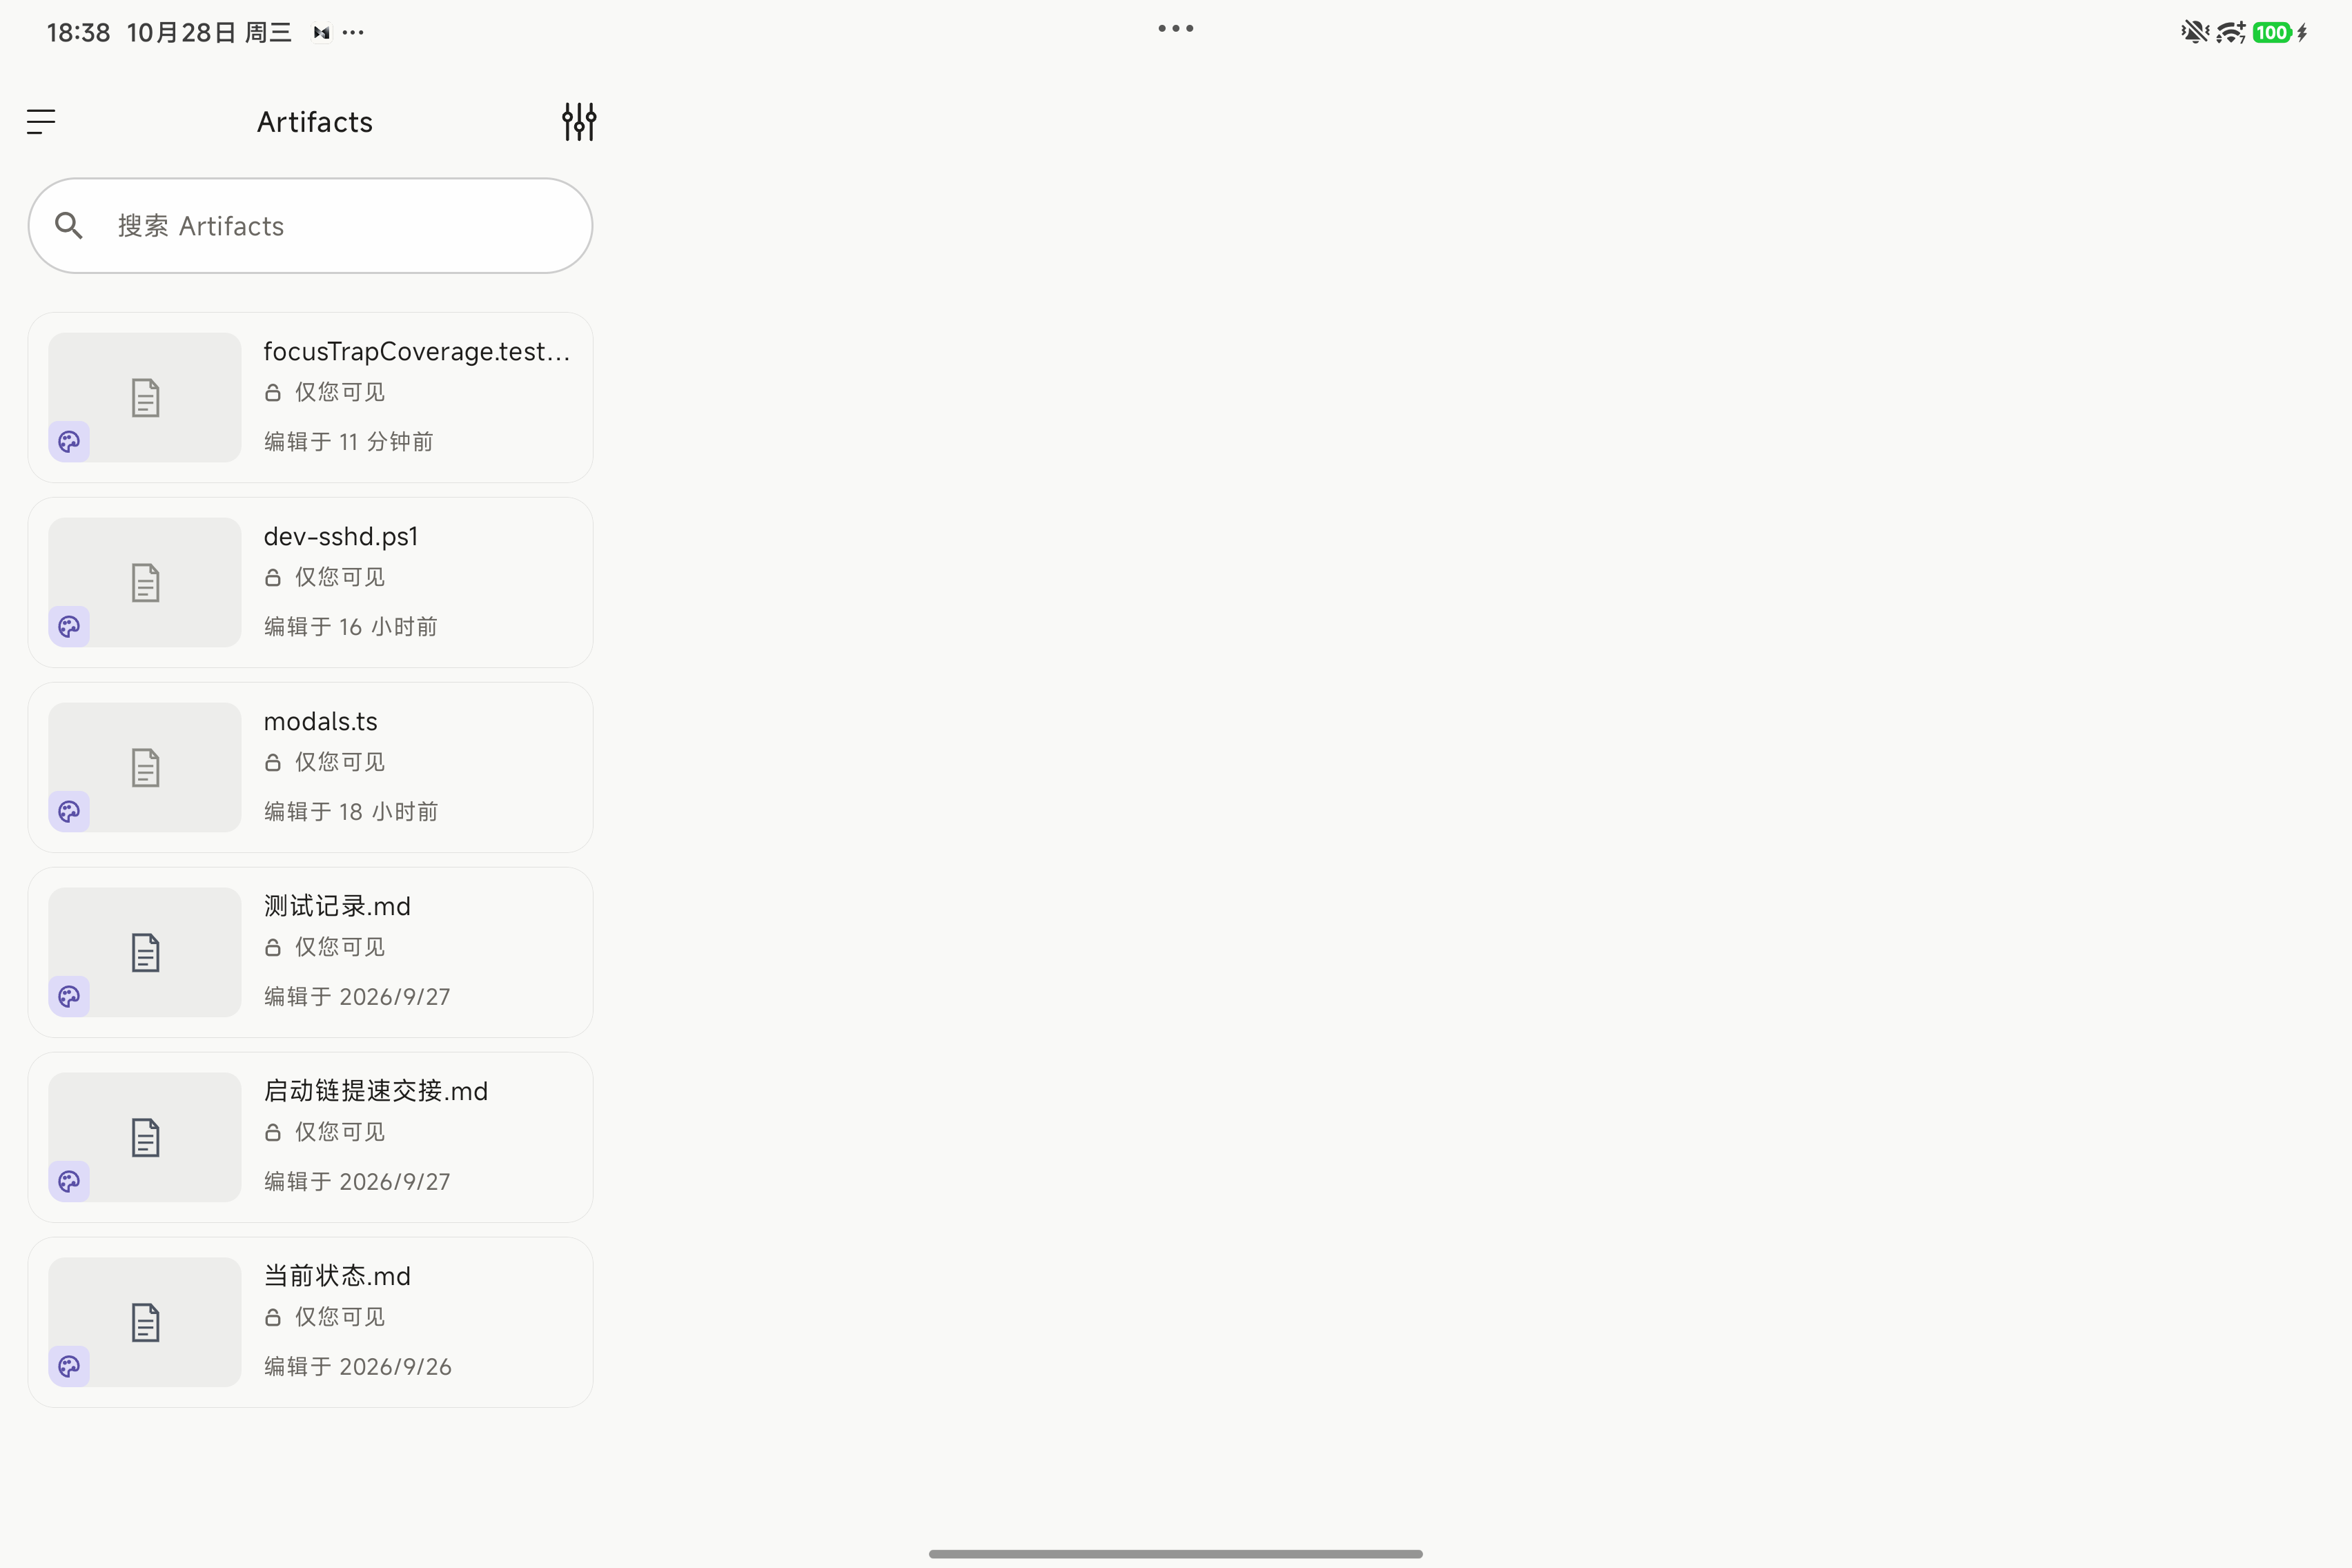 18:38 10月28日 周三
100
Artifacts
搜索 Artifacts
focusTrapCoverage.test...
仅您可见
编辑于 11 分钟前
dev-sshd.ps1
仅您可见
编辑于 16 小时前
modals.ts
仅您可见
编辑于 18 小时前
测试记录.md
仅您可见
编辑于 2026/9/27
启动链提速交接.md
仅您可见
编辑于 2026/9/27
当前状态.md
仅您可见
编辑于 2026/9/26